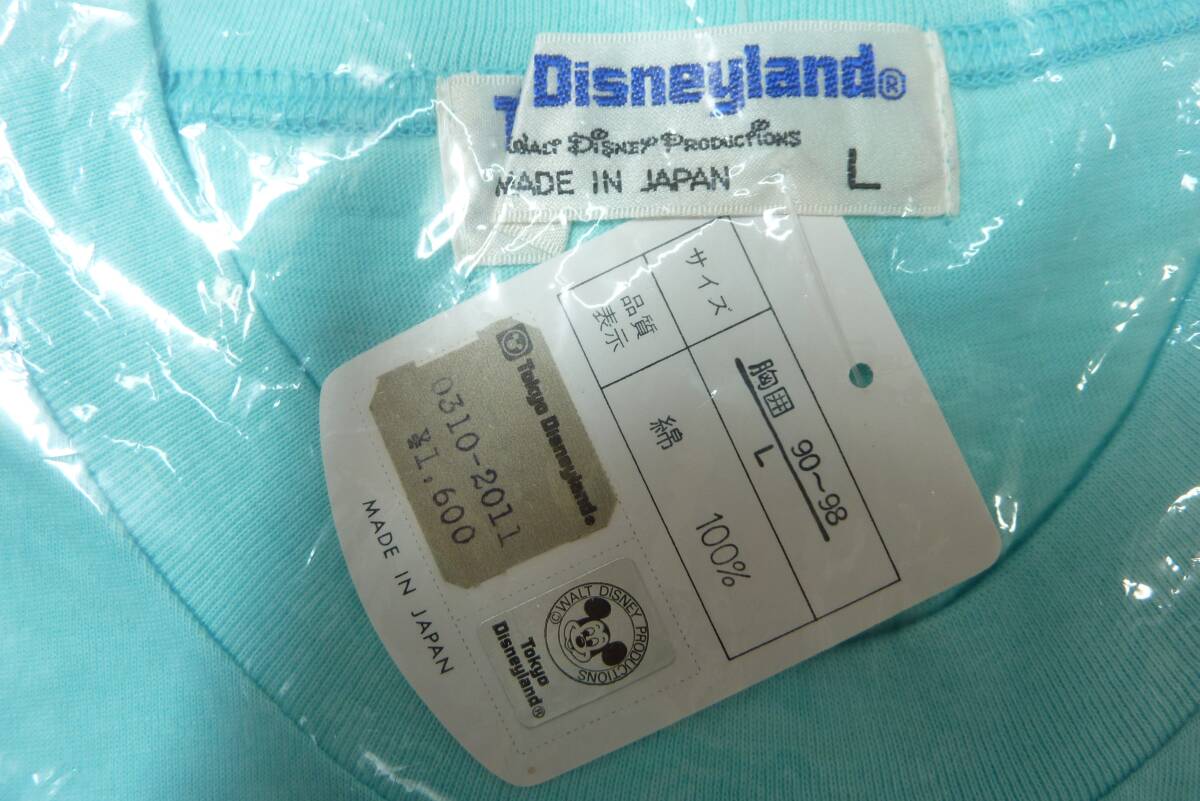 Disneyland®
WALT DISNEY PRODUCTIONS
MADE IN JAPAN L
サイズ
胸囲 90~98
L
品質
表示
綿 100%
Tokyo Disneyland®
0310-2011
¥1,600
©WALT DISNEY PRODUCTIONS
Tokyo
Disneyland®
MADE IN JAPAN